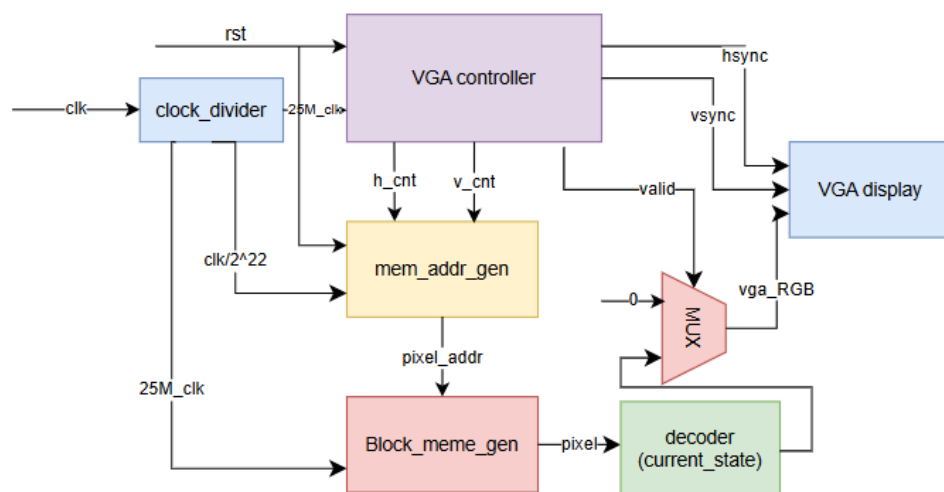 rst
VGA controller
hsync
clk
clock_divider
25M_clk
vsync
VGA display
h_cnt
v_cnt
valid
clk/2^22
mem_addr_gen
0
MUX
vga_RGB
pixel_addr
25M_clk
Block_meme_gen
pixel
decoder
(current_state)